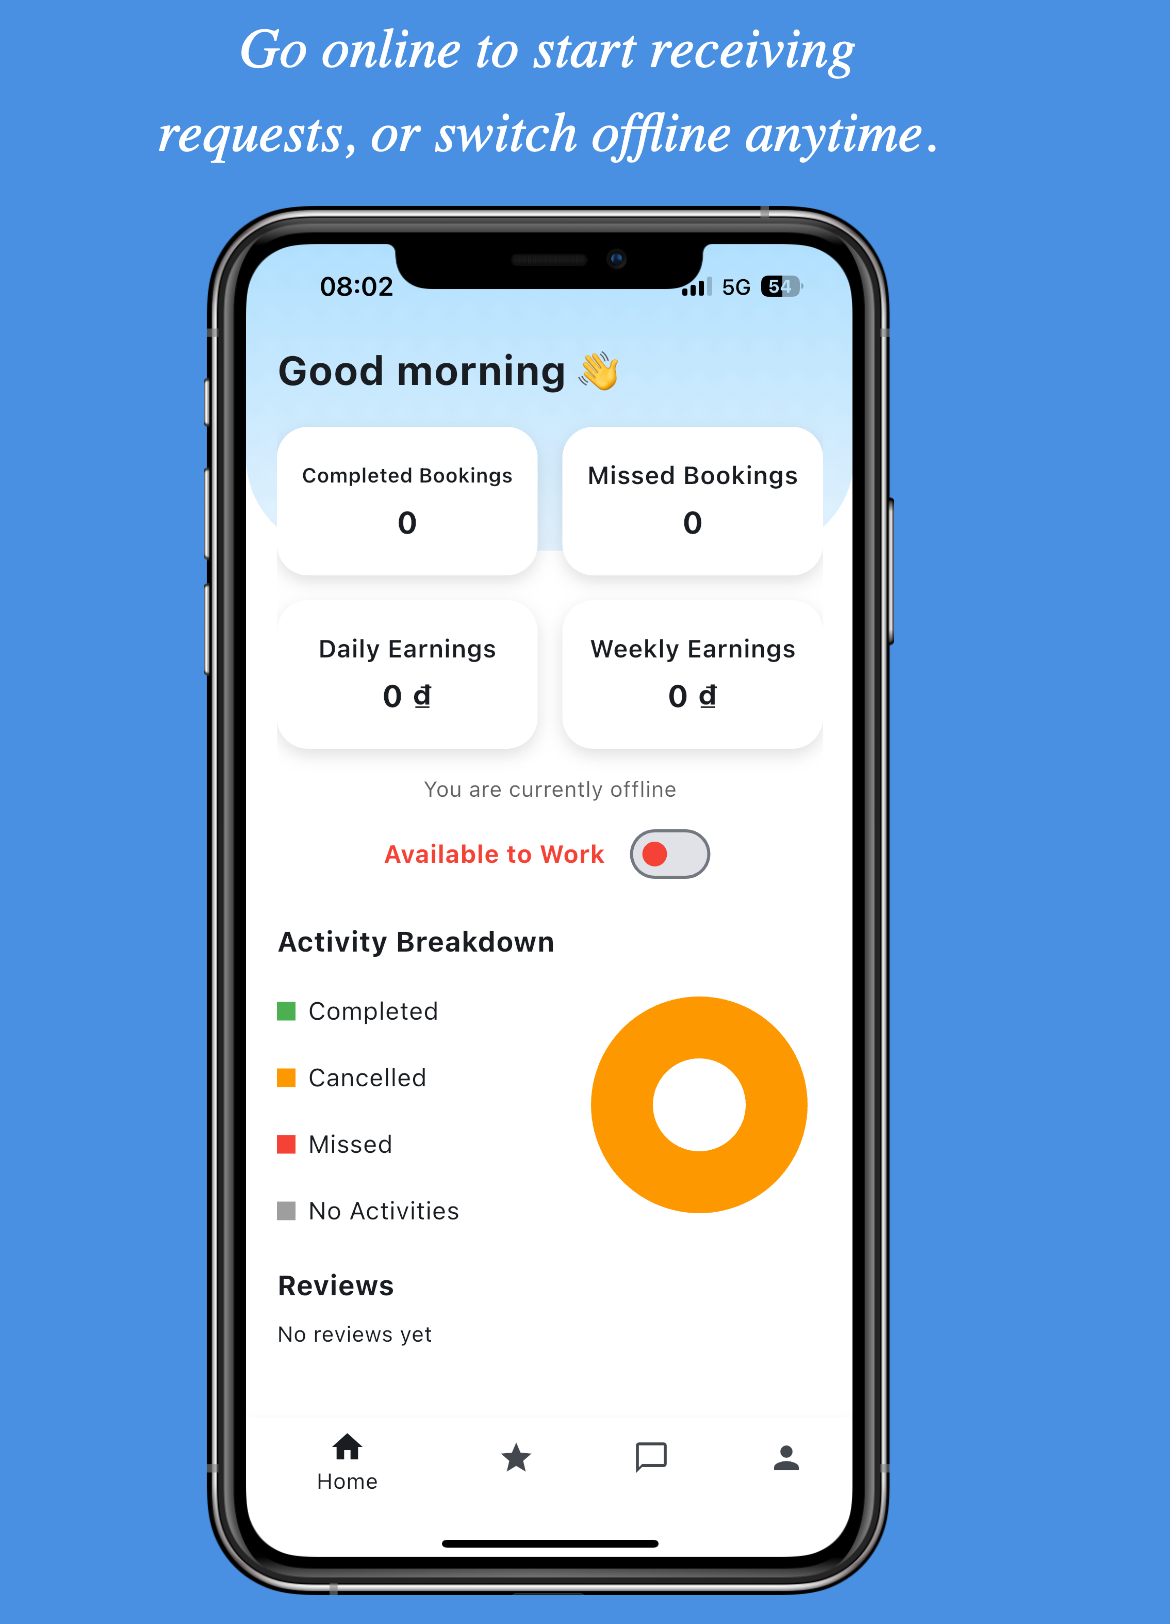 Go online to start receiving
requests, or switch offline anytime.
08:02 5G 54
Good morning 👋
Completed Bookings
0
Missed Bookings
0
Daily Earnings
0 ₫
Weekly Earnings
0 ₫
You are currently offline
Available to Work
Activity Breakdown
Completed
Cancelled
Missed
No Activities
Reviews
No reviews yet
Home